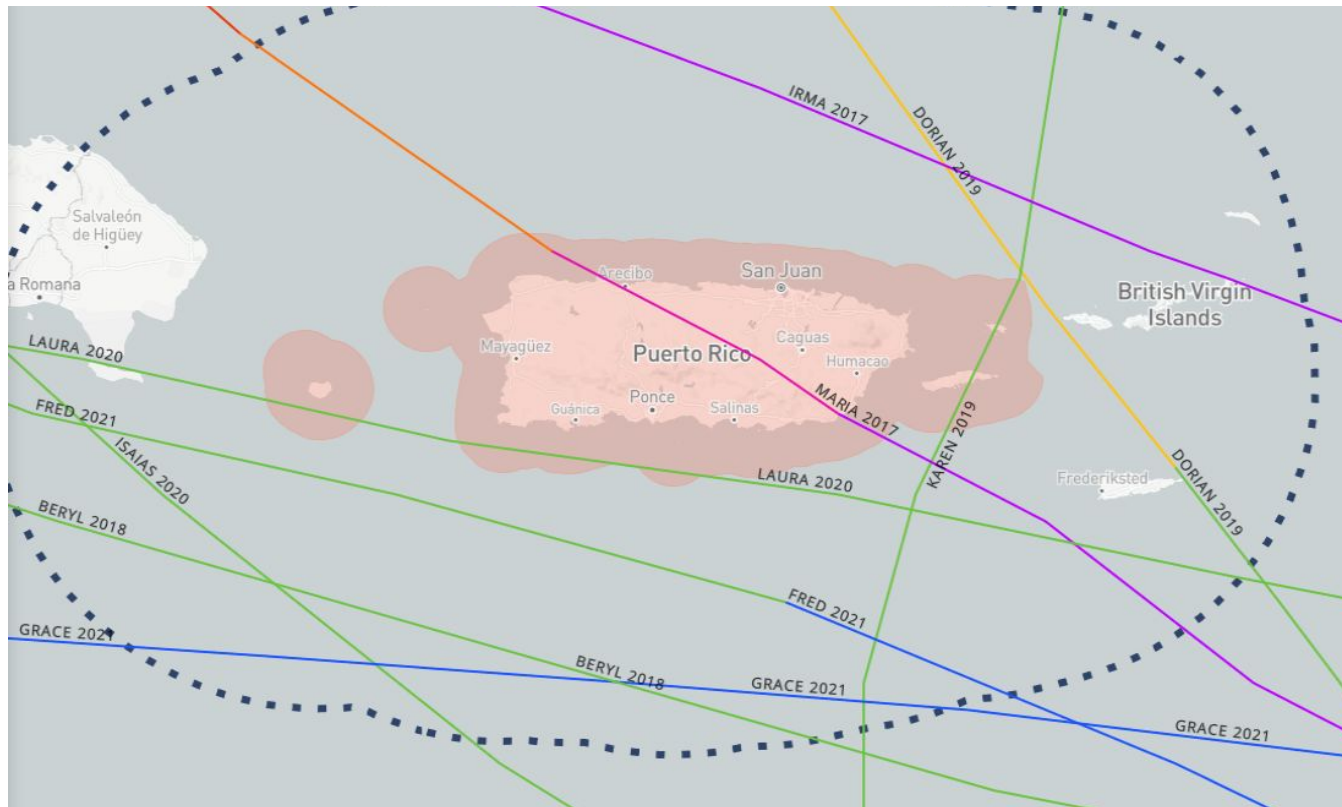 IRMA 2017
DORIAN 2019
Salvaleón
de Higüey
a Romana
Arecibo
San Juan
British Virgin
Islands
LAURA 2020
Mayagüez
Puerto Rico
Caguas
Humacao
FRED 2021
Guánica
Ponce
Salinas
MARIA 2017
KAREN 2019
ISAIAS 2020
LAURA 2020
Frederiksted
DORIAN 2019
BERYL 2018
FRED 2021
GRACE 2021
BERYL 2018
GRACE 2021
GRACE 2021